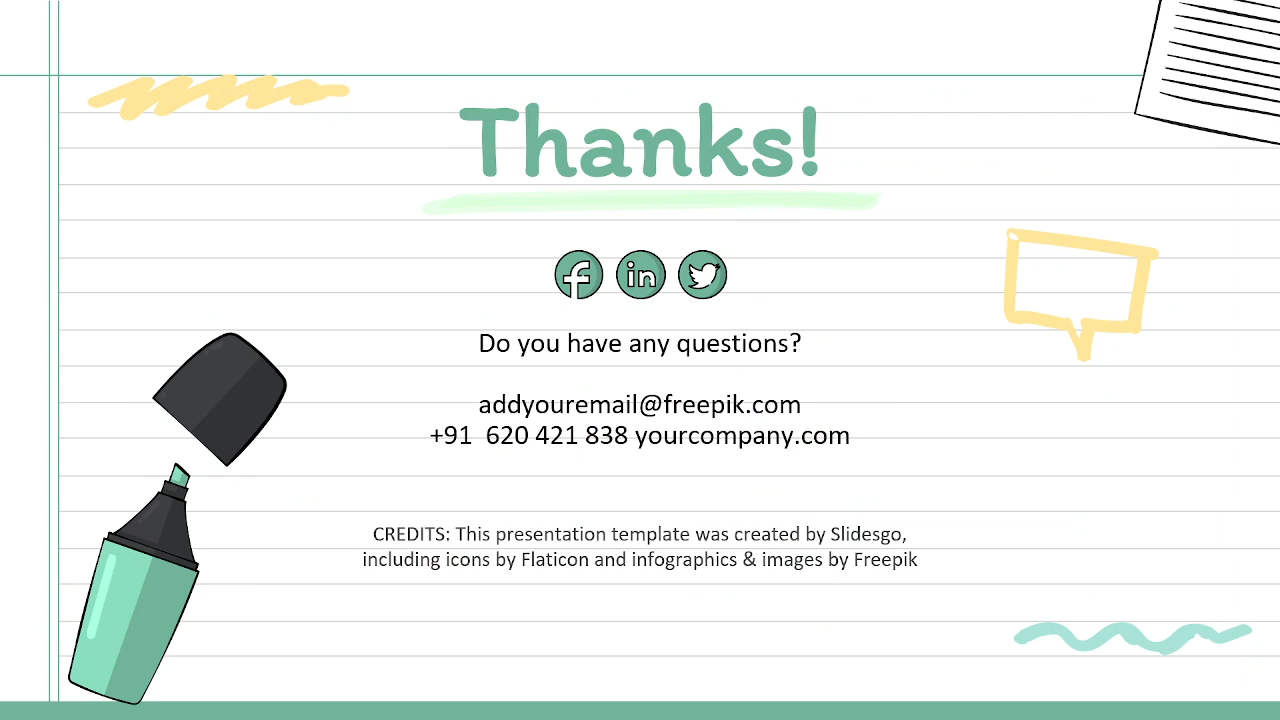 Thanks!
in
Do you have any questions?
addyouremail@freepik.com
+91  620 421 838 yourcompany.com
CREDITS: This presentation template was created by Slidesgo,
including icons by Flaticon and infographics & images by Freepik